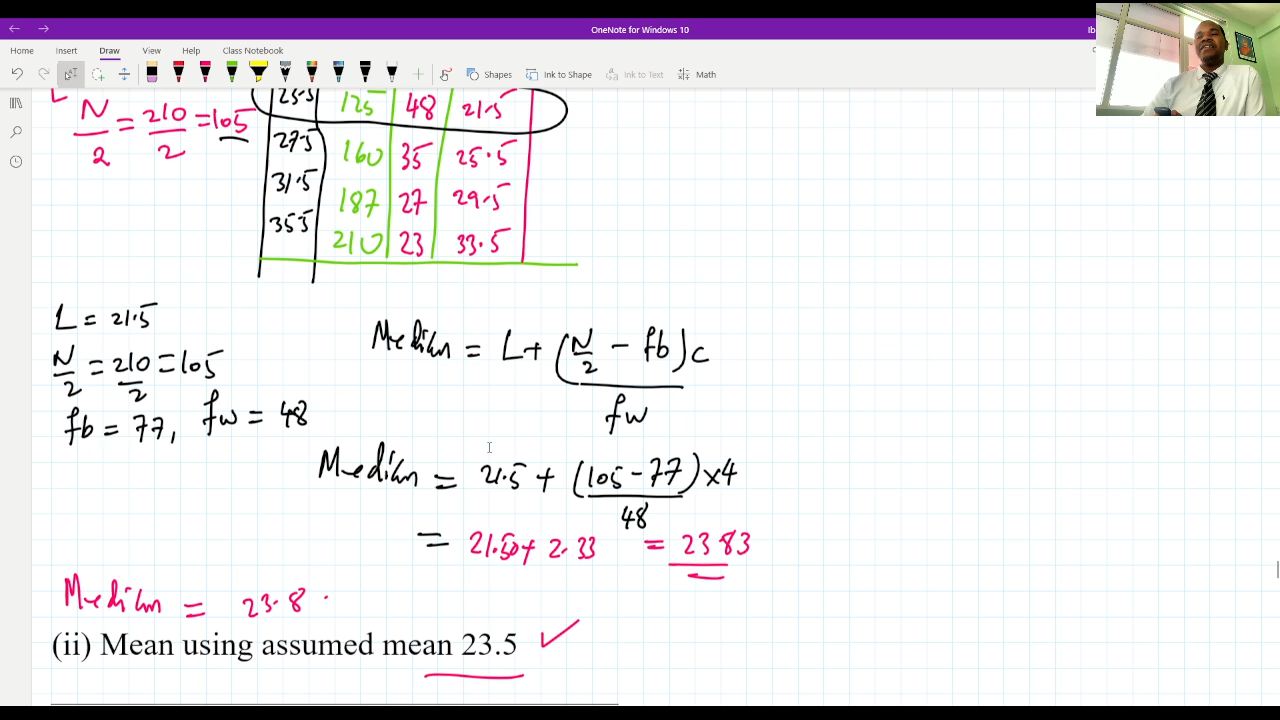 OneNote for Windows 10
Home Insert Draw View Help Class Notebook
Shapes Ink to Shape Ink to Text Math
N/2 = 210/2 = 105
23.5 125 48 21.5
27.5 160 35 25.5
31.5 187 27 29.5
355 210 23 33.5
L = 21.5
N/2 = 210/2 = 105
fb = 77, fw = 48
Median = L + (N/2 - fb)c / fw
Median = 21.5 + (105 - 77) x 4 / 48
= 21.50 + 2.33 = 23 83
Median = 23.8
(ii) Mean using assumed mean 23.5 ✓